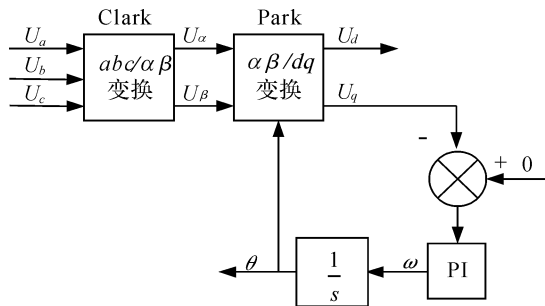 Clark
Park
U_a
U_b
U_c
abc/αβ
变换
U_α
U_β
αβ/dq
变换
U_d
U_q
-
+ 0
θ
1
s
ω
PI